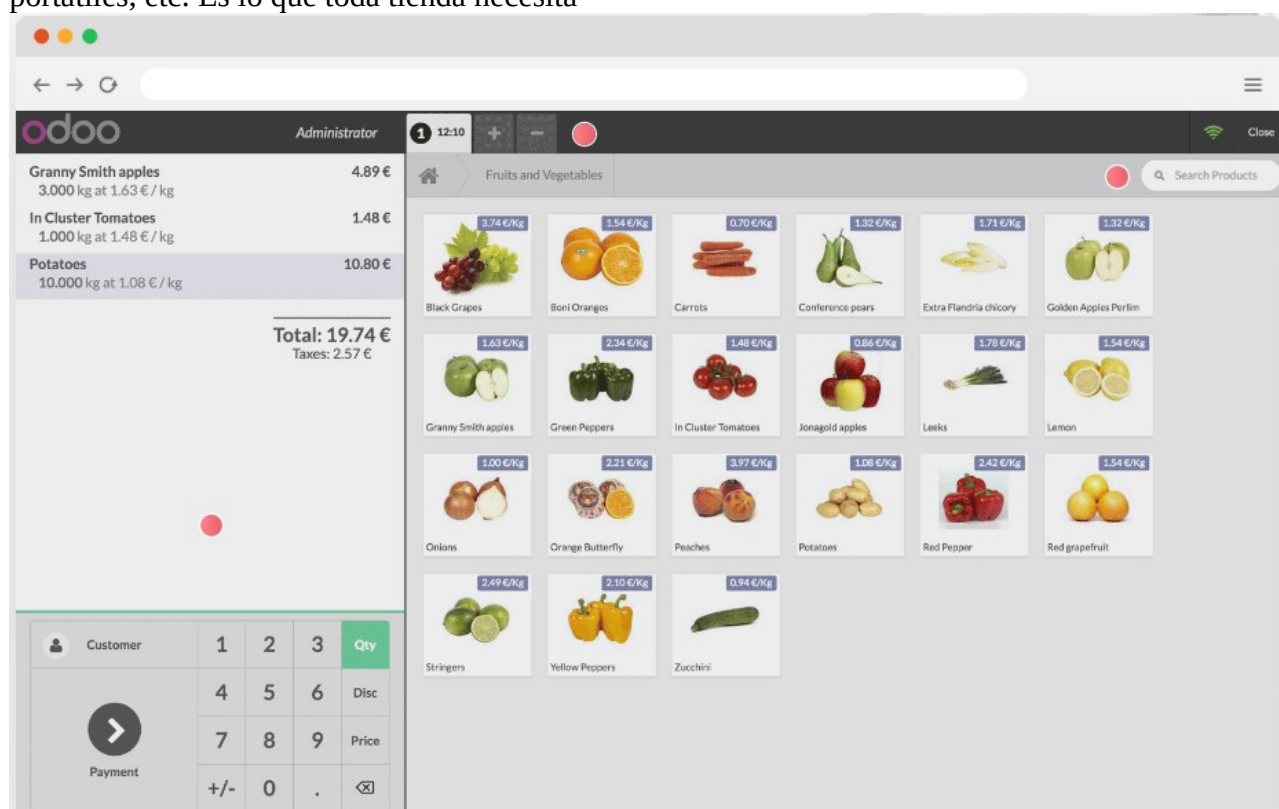 portátiles, etc. Es lo que toda tienda necesita
odoo
Administrator
1 12:10 + -
Close
Granny Smith apples 4.89 €
3.000 kg at 1.63 € / kg
In Cluster Tomatoes 1.48 €
1.000 kg at 1.48 € / kg
Potatoes 10.80 €
10.000 kg at 1.08 € / kg
Total: 19.74 €
Taxes: 2.57 €
Customer 1 2 3 Qty
4 5 6 Disc
7 8 9 Price
Payment
+/- 0 .
Fruits and Vegetables
Search Products
3.74 €/Kg 1.54 €/Kg 0.70 €/Kg 1.32 €/Kg 1.71 €/Kg 1.32 €/Kg
Black Grapes Boni Oranges Carrots Conference pears Extra Flandria chicory Golden Apples Perlim
1.63 €/Kg 2.34 €/Kg 1.48 €/Kg 0.86 €/Kg 1.78 €/Kg 1.54 €/Kg
Granny Smith apples Green Peppers In Cluster Tomatoes Jonagold apples Leeks Lemon
1.00 €/Kg 2.21 €/Kg 3.97 €/Kg 1.08 €/Kg 2.42 €/Kg 1.54 €/Kg
Onions Orange Butterfly Peaches Potatoes Red Pepper Red grapefruit
2.49 €/Kg 2.10 €/Kg 0.94 €/Kg
Stringers Yellow Peppers Zucchini